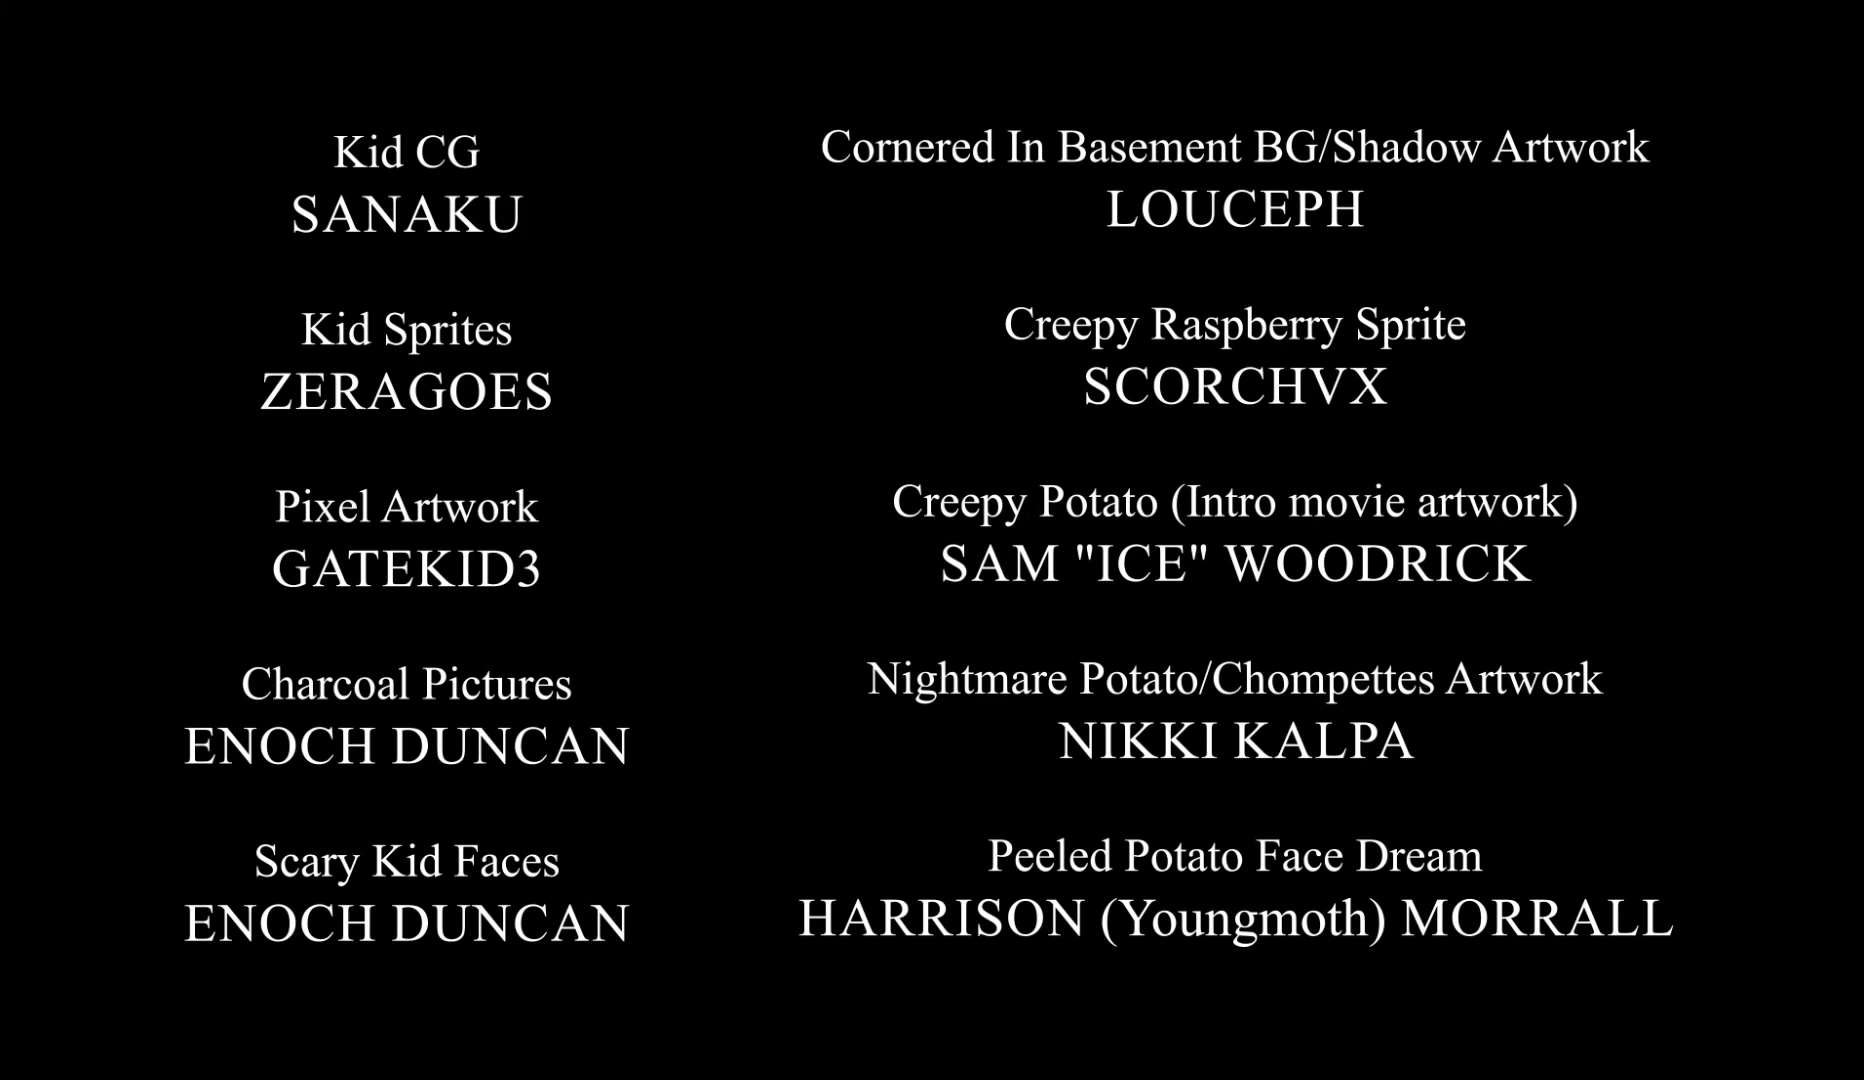 Kid CG
SANAKU
Kid Sprites
ZERAGOES
Pixel Artwork
GATEKID3
Charcoal Pictures
ENOCH DUNCAN
Scary Kid Faces
ENOCH DUNCAN
Cornered In Basement BG/Shadow Artwork
LOUCEPH
Creepy Raspberry Sprite
SCORCHVX
Creepy Potato (Intro movie artwork)
SAM "ICE" WOODRICK
Nightmare Potato/Chompettes Artwork
NIKKI KALPA
Peeled Potato Face Dream
HARRISON (Youngmoth) MORRALL